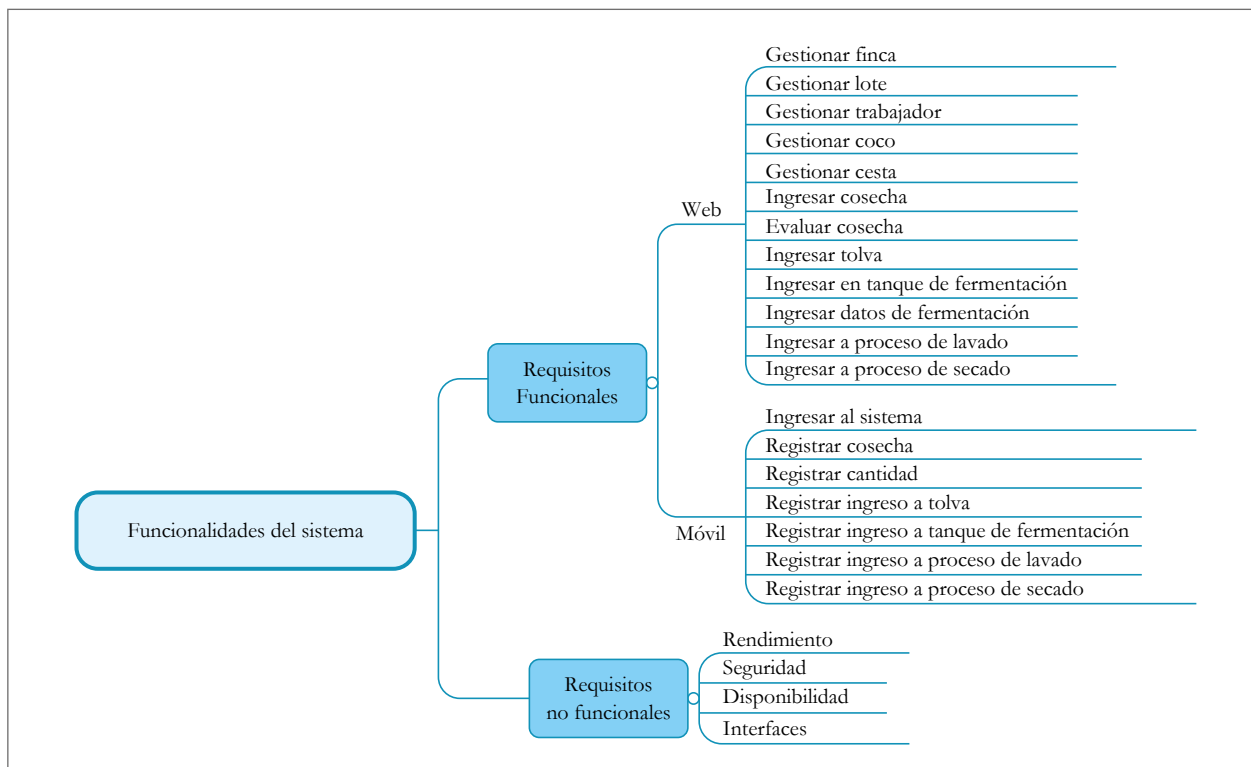 Funcionalidades del sistema
Requisitos
Funcionales
Web
Gestionar finca
Gestionar lote
Gestionar trabajador
Gestionar coco
Gestionar cesta
Ingresar cosecha
Evaluar cosecha
Ingresar tolva
Ingresar en tanque de fermentación
Ingresar datos de fermentación
Ingresar a proceso de lavado
Ingresar a proceso de secado
Móvil
Ingresar al sistema
Registrar cosecha
Registrar cantidad
Registrar ingreso a tolva
Registrar ingreso a tanque de fermentación
Registrar ingreso a proceso de lavado
Registrar ingreso a proceso de secado
Requisitos
no funcionales
Rendimiento
Seguridad
Disponibilidad
Interfaces